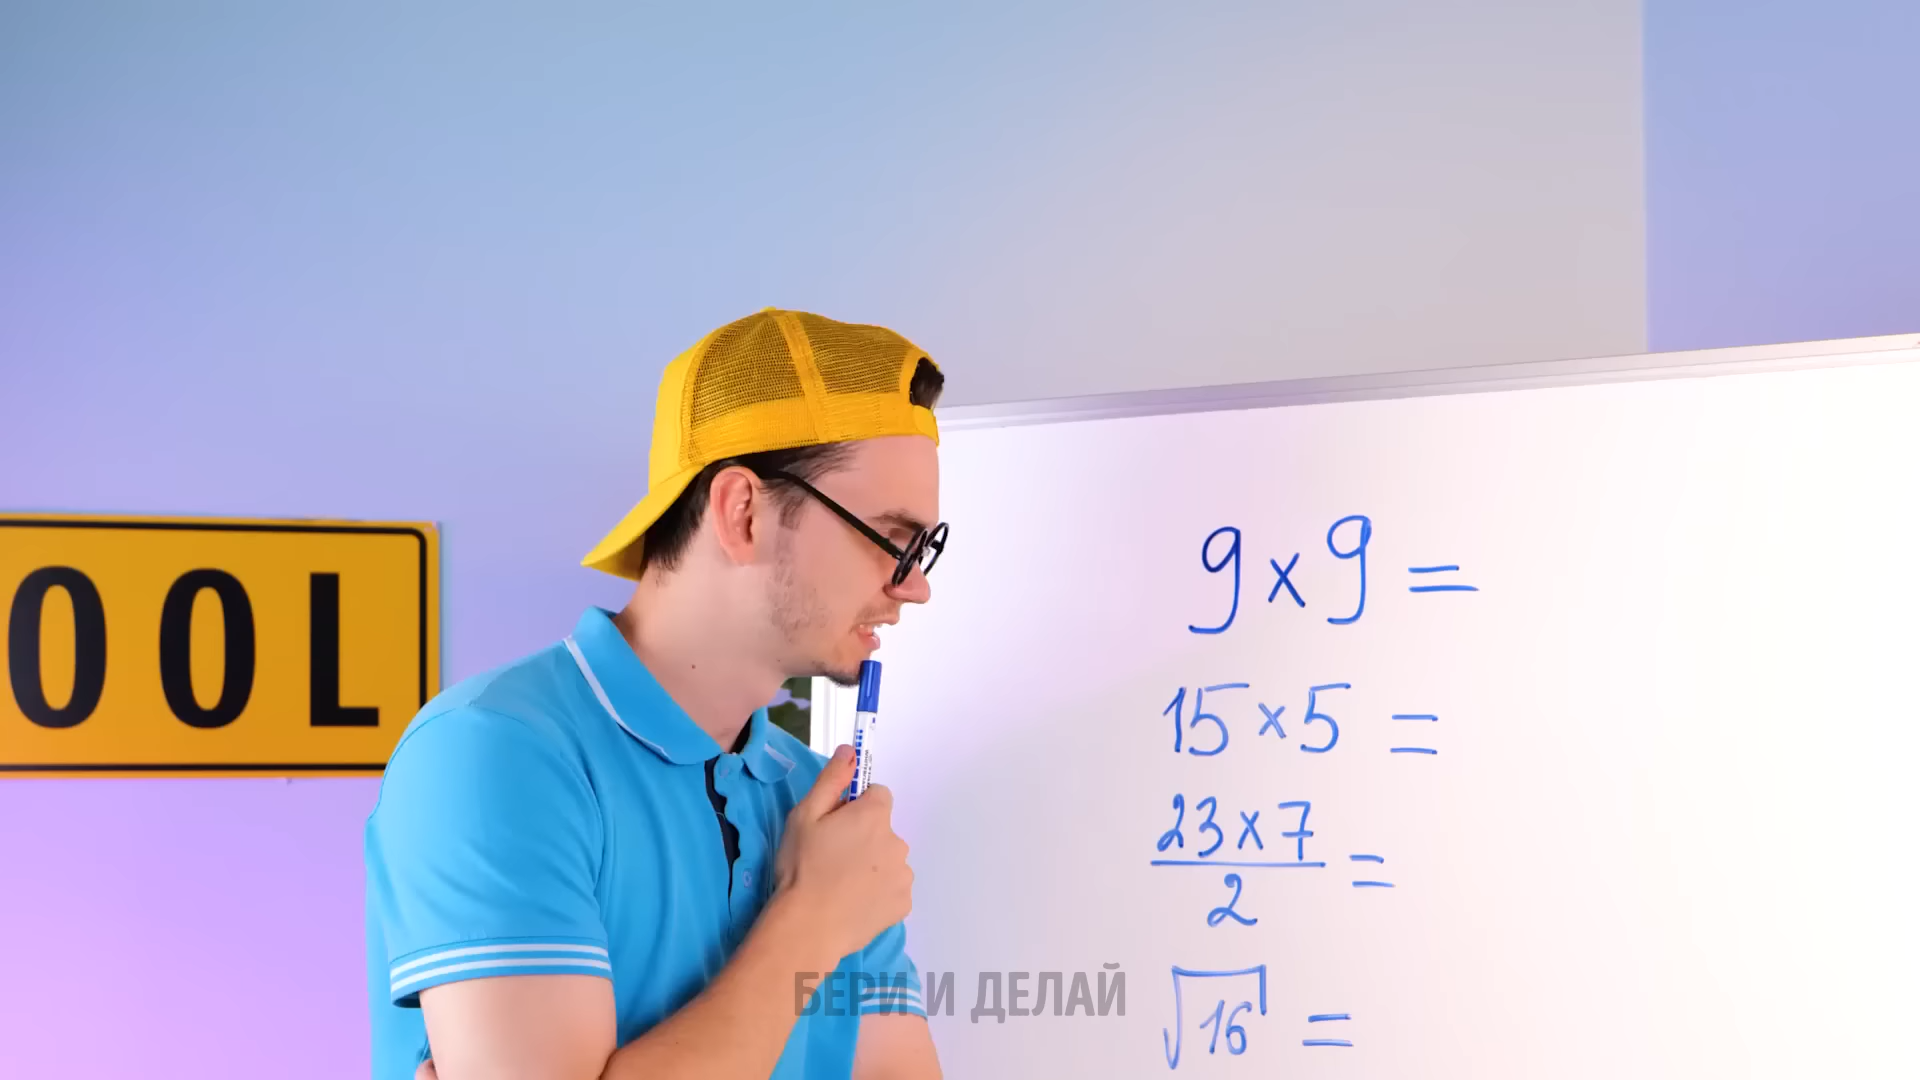 OOL
9 x 9 =
15 x 5 =
23 x 7
2
=
√16 =
БЕРИ И ДЕЛАЙ